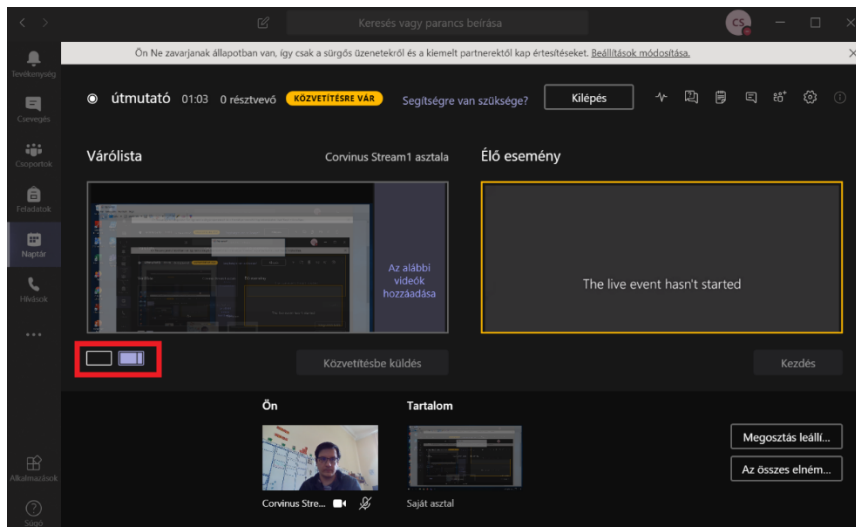 Keresés vagy parancs beírása
CS
Ön Ne zavarjanak állapotban van, így csak a sürgős üzenetekről és a kiemelt partnerektől kap értesítéseket. Beállítások módosítása.
Tevékenység
Csevegés
Csoportok
Feladatok
Naptár
Hívások
Alkalmazások
Súgó
útmutató 01:03 0 résztvevő KÖZVETÍTÉSRE VÁR Segítségre van szüksége? Kilépés
Várólista Corvinus Stream1 asztala Élő esemény
Az alábbi
videók
hozzáadása
The live event hasn't started
Közvetítésbe küldés Kezdés
Ön Tartalom
Corvinus Stre... Saját asztal
Megosztás leállí...
Az összes elném...